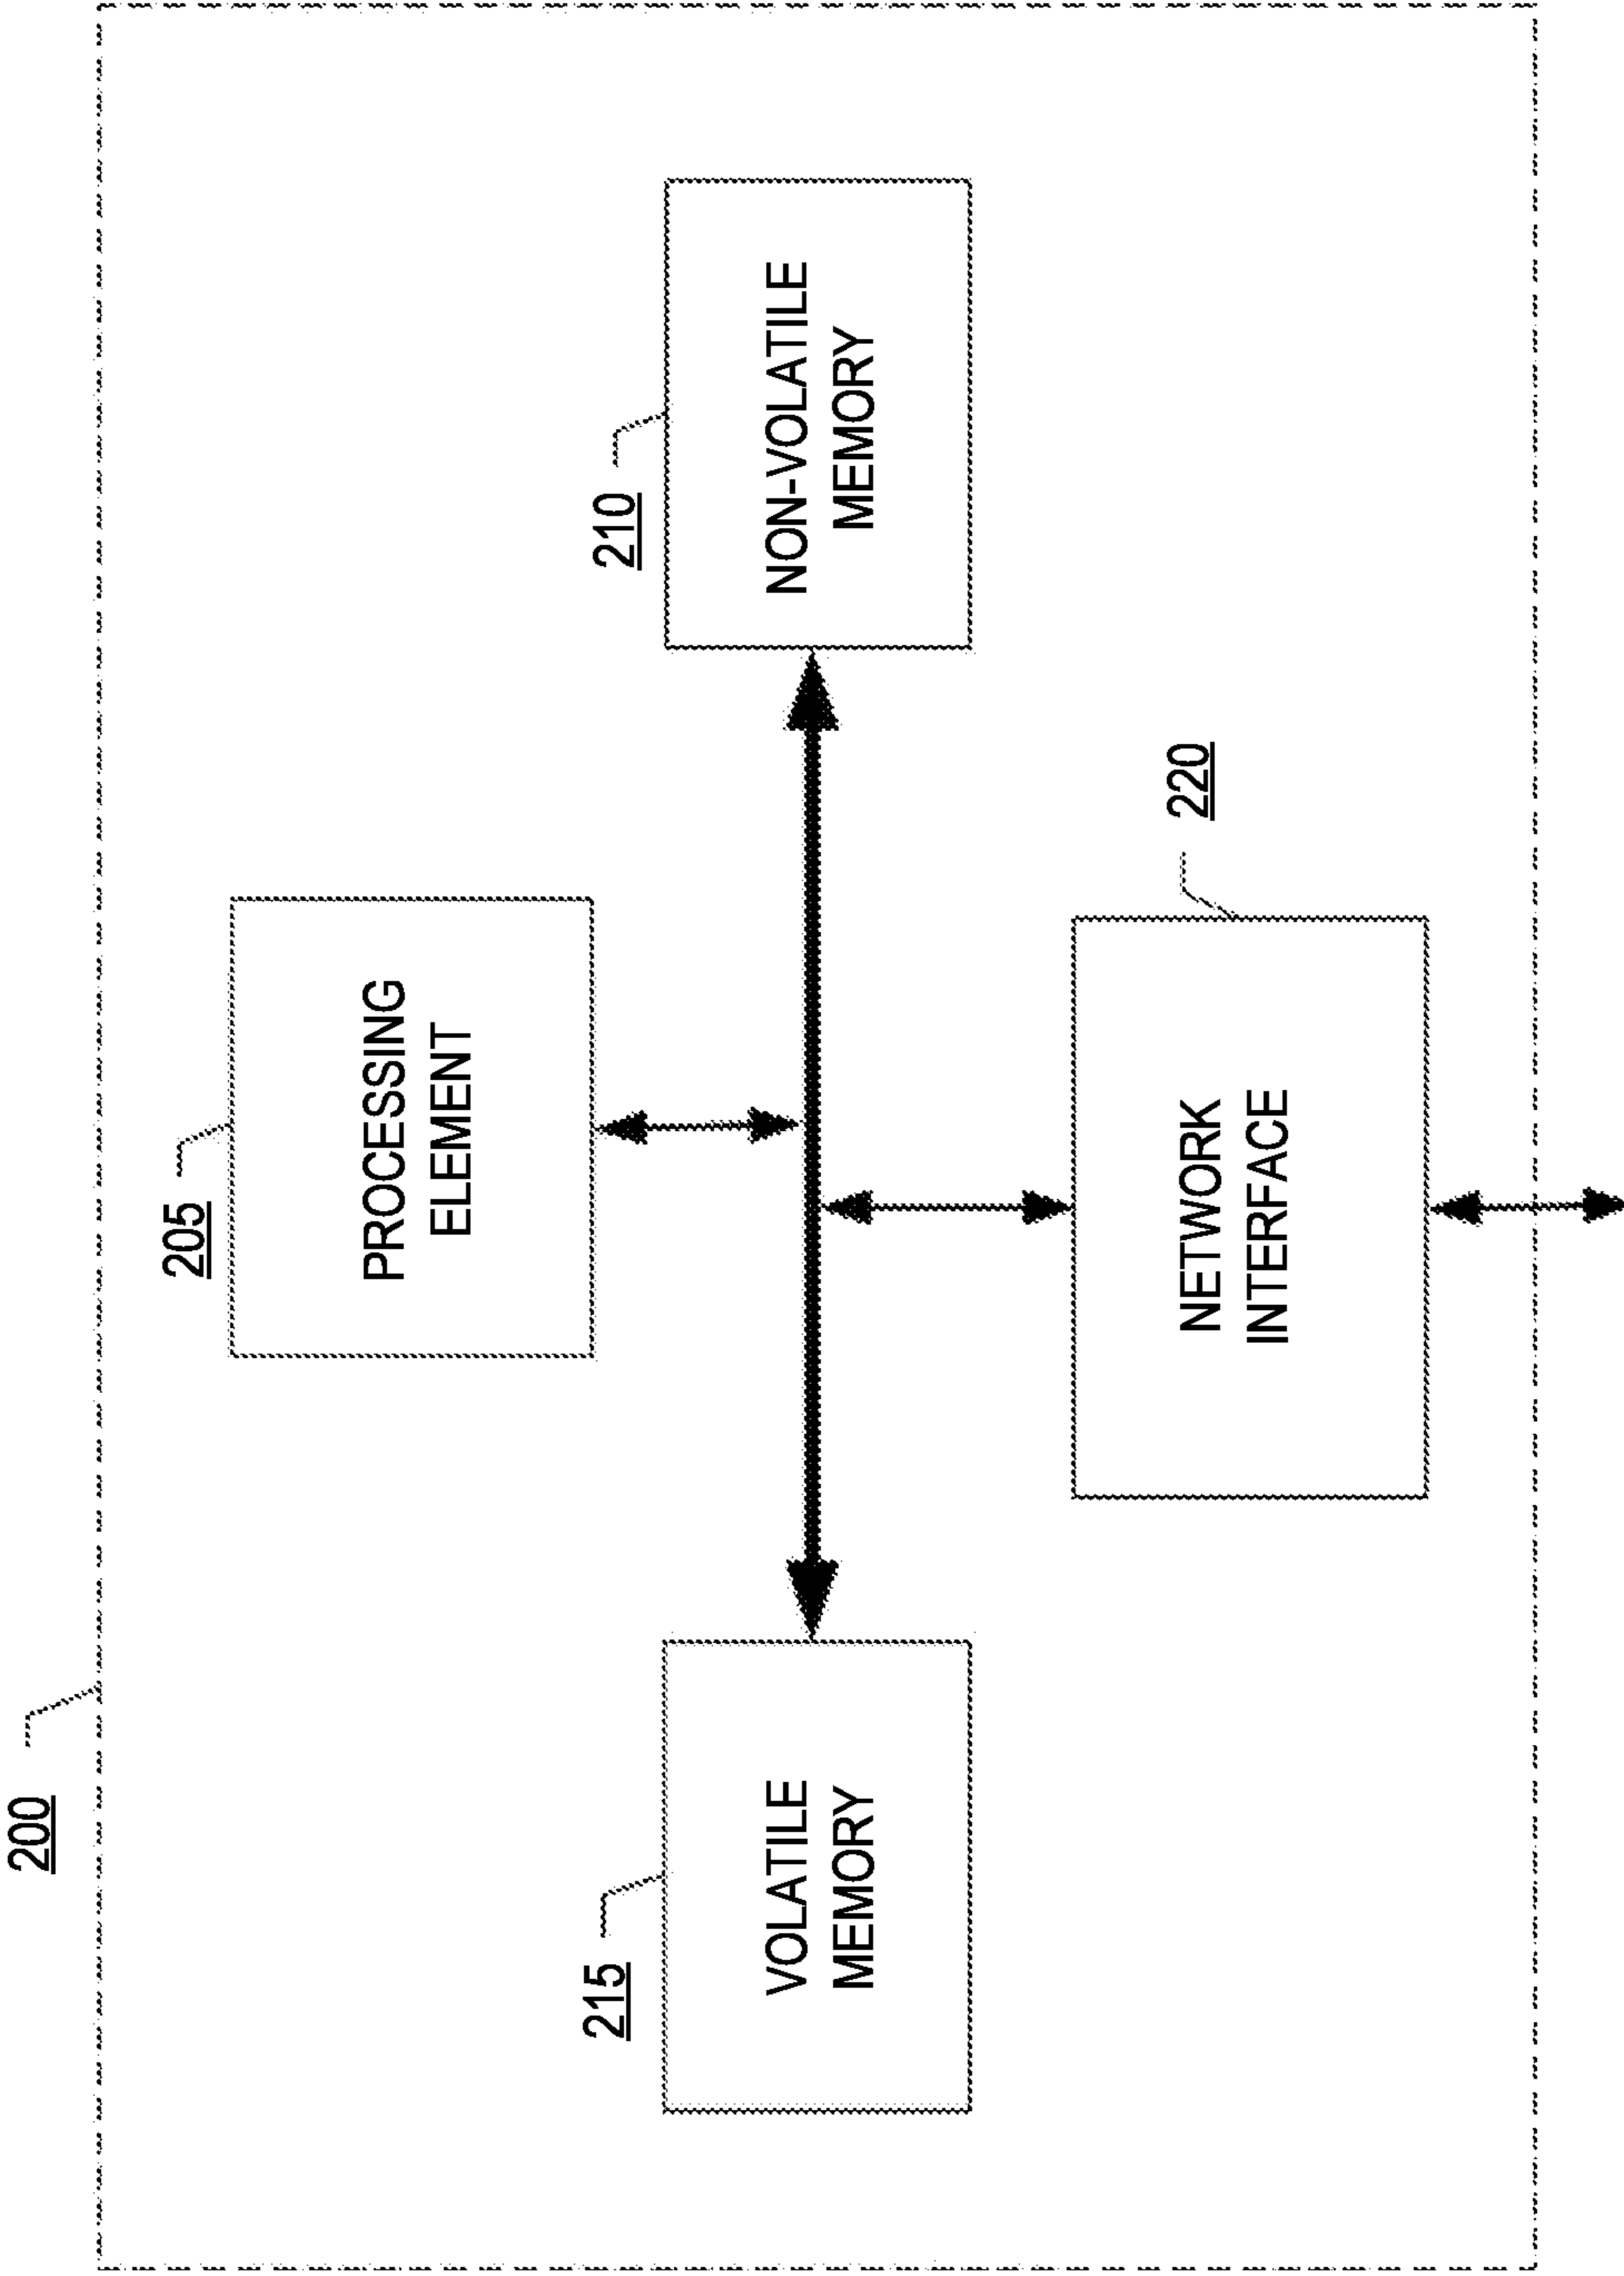 200
205
PROCESSING
ELEMENT
215
VOLATILE
MEMORY
210
NON-VOLATILE
MEMORY
220
NETWORK
INTERFACE